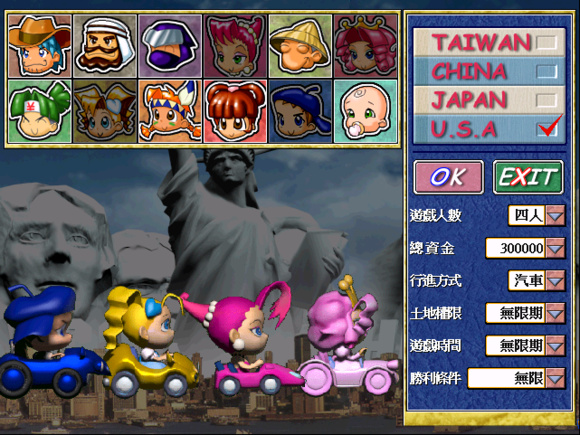 TAIWAN
CHINA
JAPAN
U.S.A
OK EXIT
遊戲人數 四人
總資金 300000
行進方式 汽車
土地權限 無限期
遊戲時間 無限期
勝利條件 無限
¥